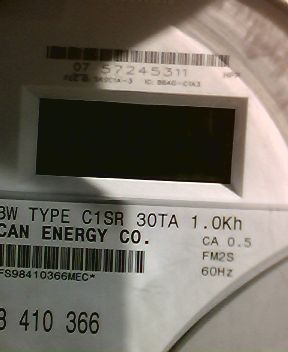 07 57245311
3W TYPE C1SR 30TA 1.0Kh
CAN ENERGY CO.
CA 0.5
FM2S
60Hz
FS98410366MEC*
8 410 366